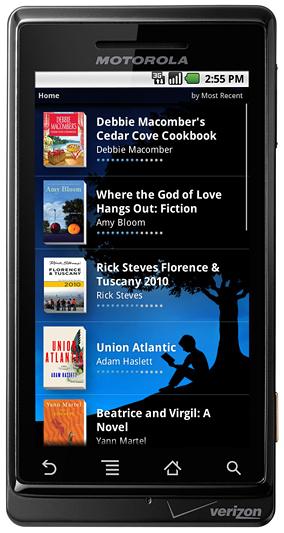 MOTOROLA
3G
2:55 PM
Home
by Most Recent
DEBBIE
MACOMBER'S
Debbie Macomber's
Cedar Cove Cookbook
Debbie Macomber
Amy Bloom
Where the God of Love
Hangs Out: Fiction
Amy Bloom
Rick Steves'
FLORENCE
& TUSCANY
2010
Rick Steves Florence &
Tuscany 2010
Rick Steves
UNION
ATLANTIC
ADAM
HASLETT
Union Atlantic
Adam Haslett
YANN
MARTEL
Beatrice and Virgil: A
Novel
Yann Martel
verizon